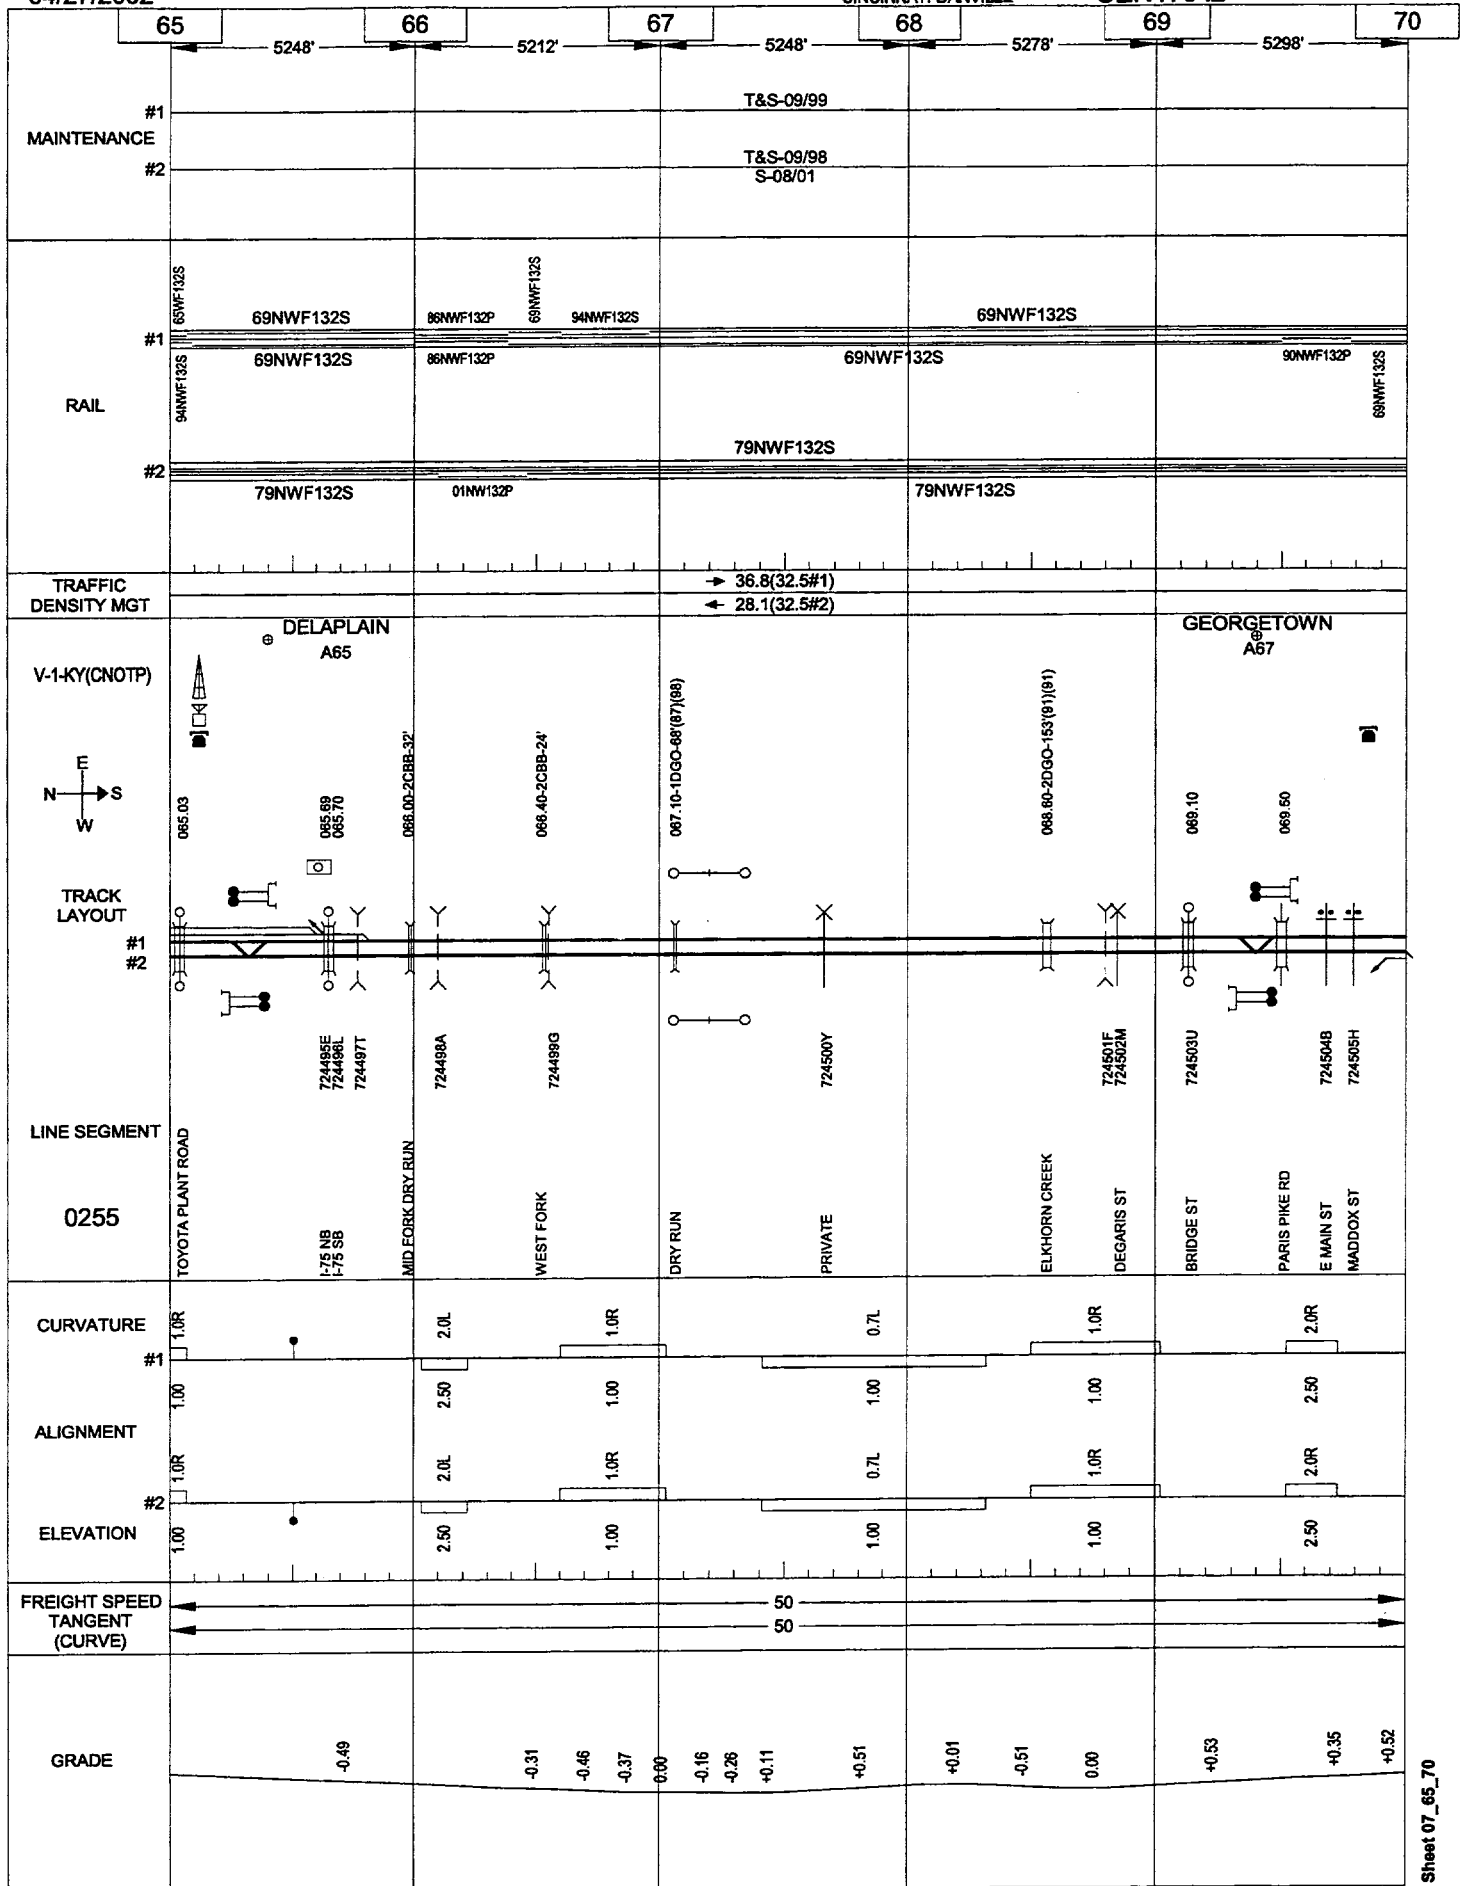 65 66 67 68 69 70
5248' 5212' 5248' 5278' 5298'
MAINTENANCE
#1
T&S-09/99
#2
T&S-09/98
S-08/01
RAIL
65WF132S
69NWF132S
69NWF132S
86NWF132P
94NWF132S
69NWF132S
#1
94NWF132S
69NWF132S
86NWF132P
69NWF132S
90NWF132P
69NWF132S
79NWF132S
#2
79NWF132S
01NW132P
79NWF132S
TRAFFIC
DENSITY MGT
36.8(32.5#1)
28.1(32.5#2)
V-1-KY(CNOTP)
DELAPLAIN
A65
GEORGETOWN
A67
E
N S
W
065.03
065.69
065.70
066.00-2CBB-32'
066.40-2CBB-24'
067.10-1DGO-68'(87)(98)
068.60-2DGO-153'(91)(91)
069.10
069.50
TRACK
LAYOUT
#1
#2
724495E
724496L
724497T
724498A
724499G
724500Y
724501F
724502M
724503U
724504B
724505H
LINE SEGMENT
0255
TOYOTA PLANT ROAD
I-75 NB
I-75 SB
MID FORK DRY RUN
WEST FORK
DRY RUN
PRIVATE
ELKHORN CREEK
DEGARIS ST
BRIDGE ST
PARIS PIKE RD
E MAIN ST
MADDOX ST
CURVATURE
1.0R 2.0L 1.0R 0.7L 1.0R 2.0R
#1
1.00 2.50 1.00 1.00 1.00 2.50
ALIGNMENT
1.0R 2.0L 1.0R 0.7L 1.0R 2.0R
#2
ELEVATION
1.00 2.50 1.00 1.00 1.00 2.50
FREIGHT SPEED
TANGENT
(CURVE)
50
50
GRADE
-0.49 -0.31 -0.46 -0.37 0.00 -0.16 -0.26 +0.11 +0.51 +0.01 -0.51 0.00 +0.53 +0.35 +0.52
Sheet 07_65_70